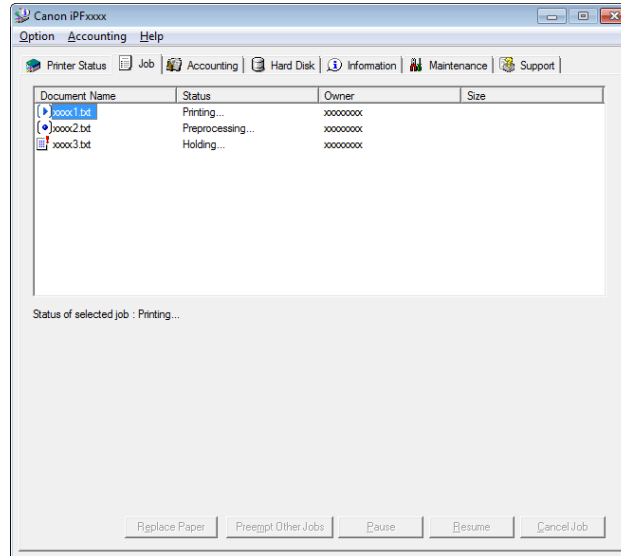 Canon iPFxxxx
Option Accounting Help
Printer Status Job Accounting Hard Disk Information Maintenance Support
Document Name Status Owner Size
xxxx1.txt Printing... xxxxxxxx
xxxx2.txt Preprocessing... xxxxxxxx
xxxx3.txt Holding... xxxxxxxx
Status of selected job : Printing...
Replace Paper Preempt Other Jobs Pause Resume Cancel Job